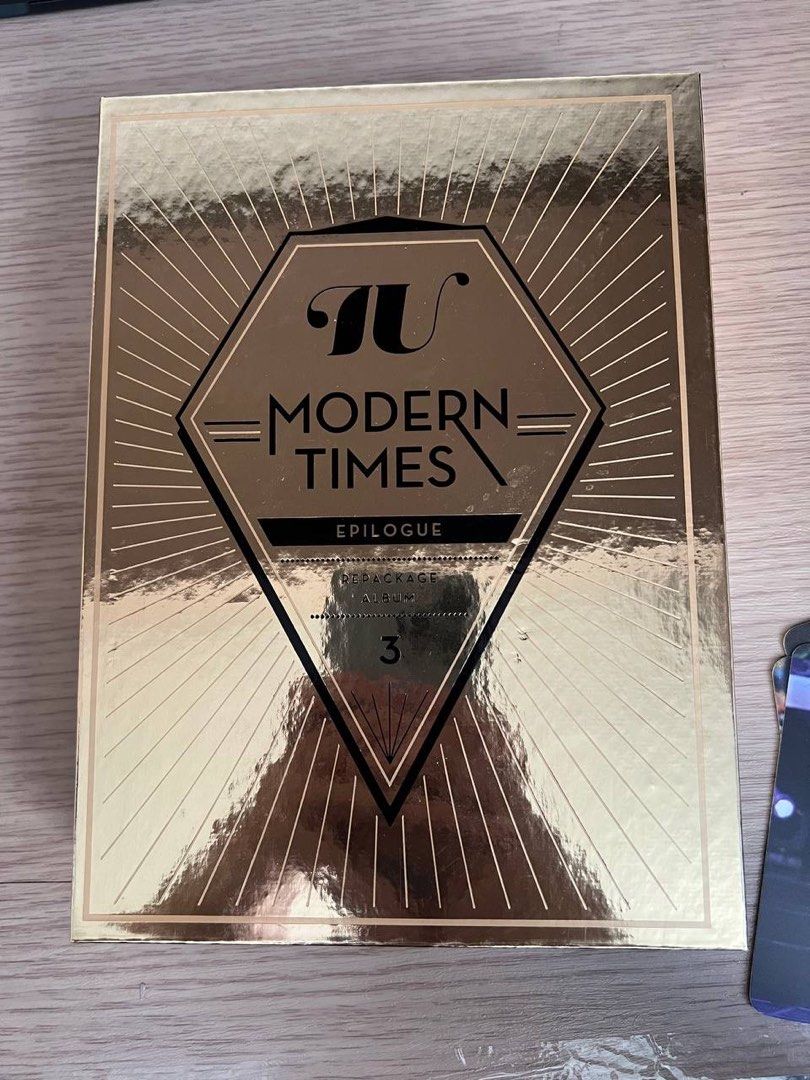 IU
MODERN
TIMES
EPILOGUE
REPACKAGE
ALBUM
3